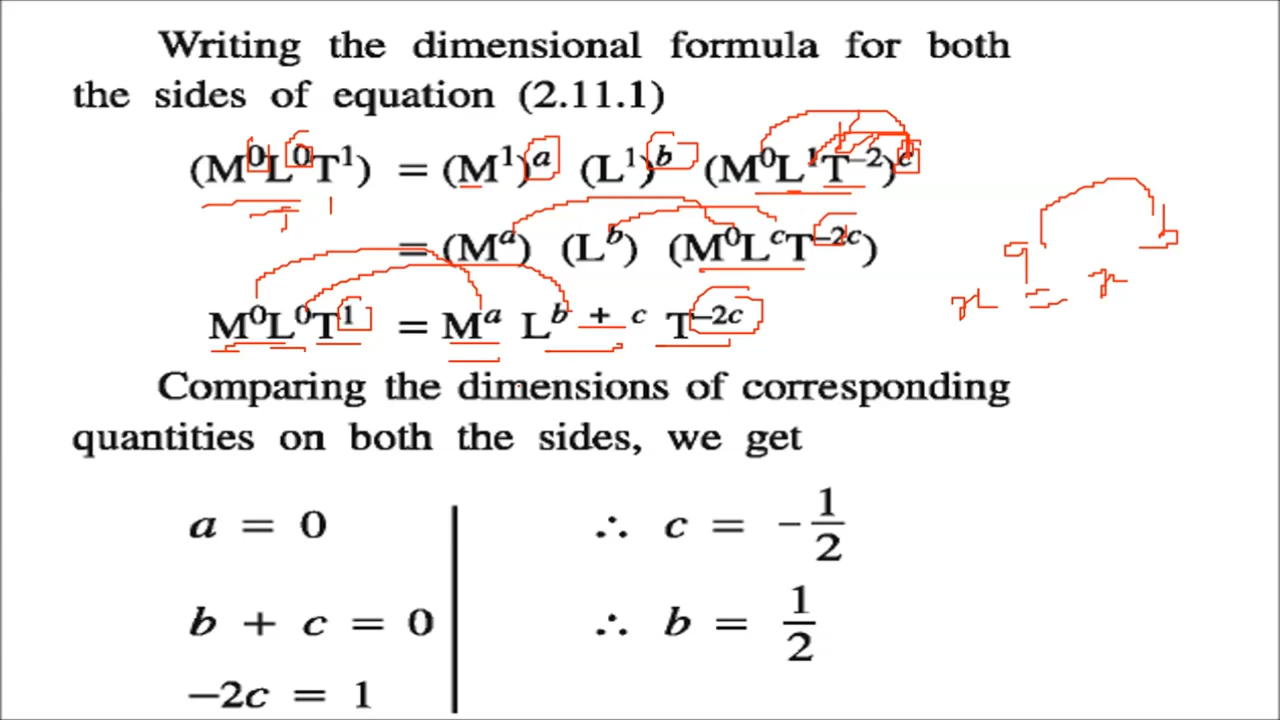 Writing the dimensional formula for both
the sides of equation (2.11.1)
(M⁰L⁰T¹) = (M¹)ᵃ (L¹)ᵇ (M⁰L¹T⁻²)ᶜ
= (Mᵃ) (Lᵇ) (M⁰LᶜT⁻²ᶜ)
M⁰L⁰T¹ = Mᵃ Lᵇ ⁺ ᶜ T⁻²ᶜ
Comparing the dimensions of corresponding
quantities on both the sides, we get
a = 0
b + c = 0
−2c = 1
∴ c = −1/2
∴ b = 1/2